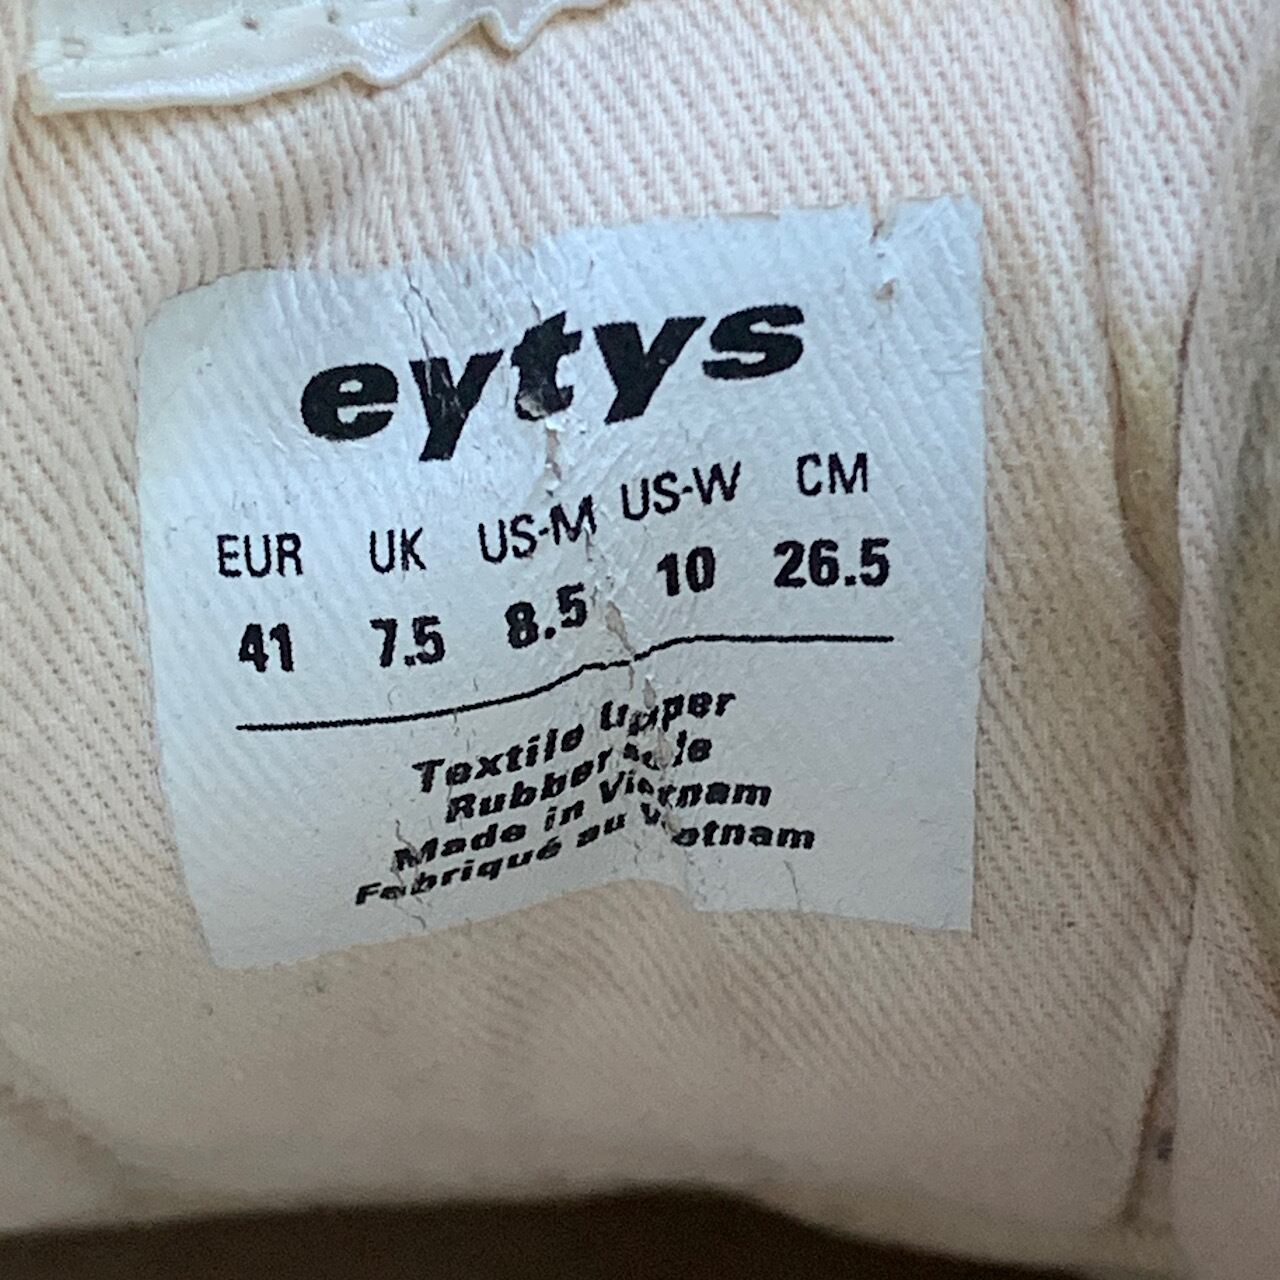 eytys
EUR UK US-M US-W CM
41 7.5 8.5 10 26.5
Textile Upper
Rubber Sole
Made in Vietnam
Fabriqué au Vietnam